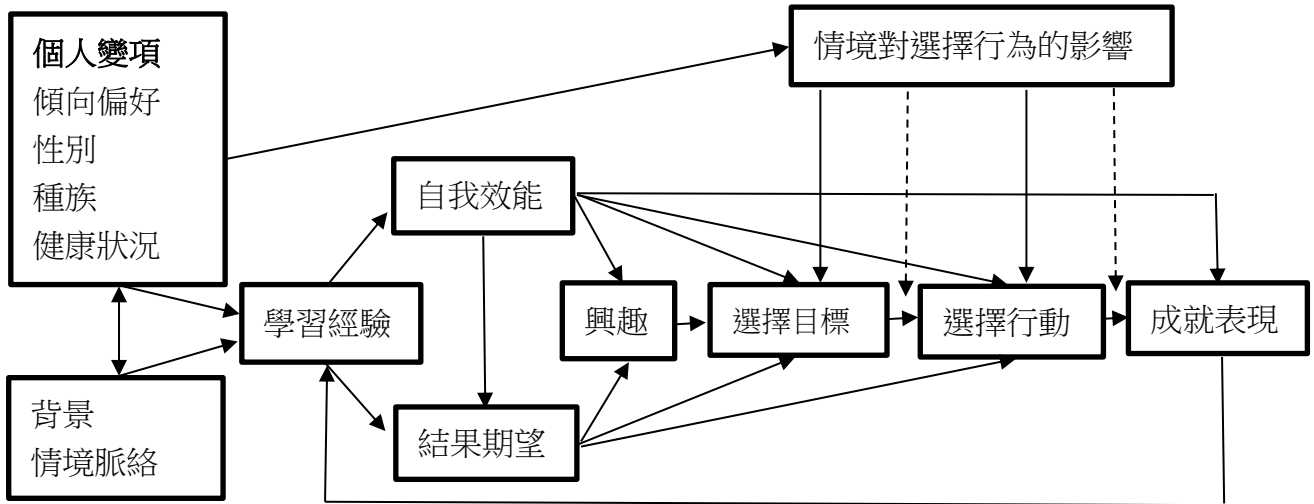 個人變項
傾向偏好
性別
種族
健康狀況
情境對選擇行為的影響
自我效能
學習經驗
興趣
選擇目標
選擇行動
成就表現
背景
情境脈絡
結果期望